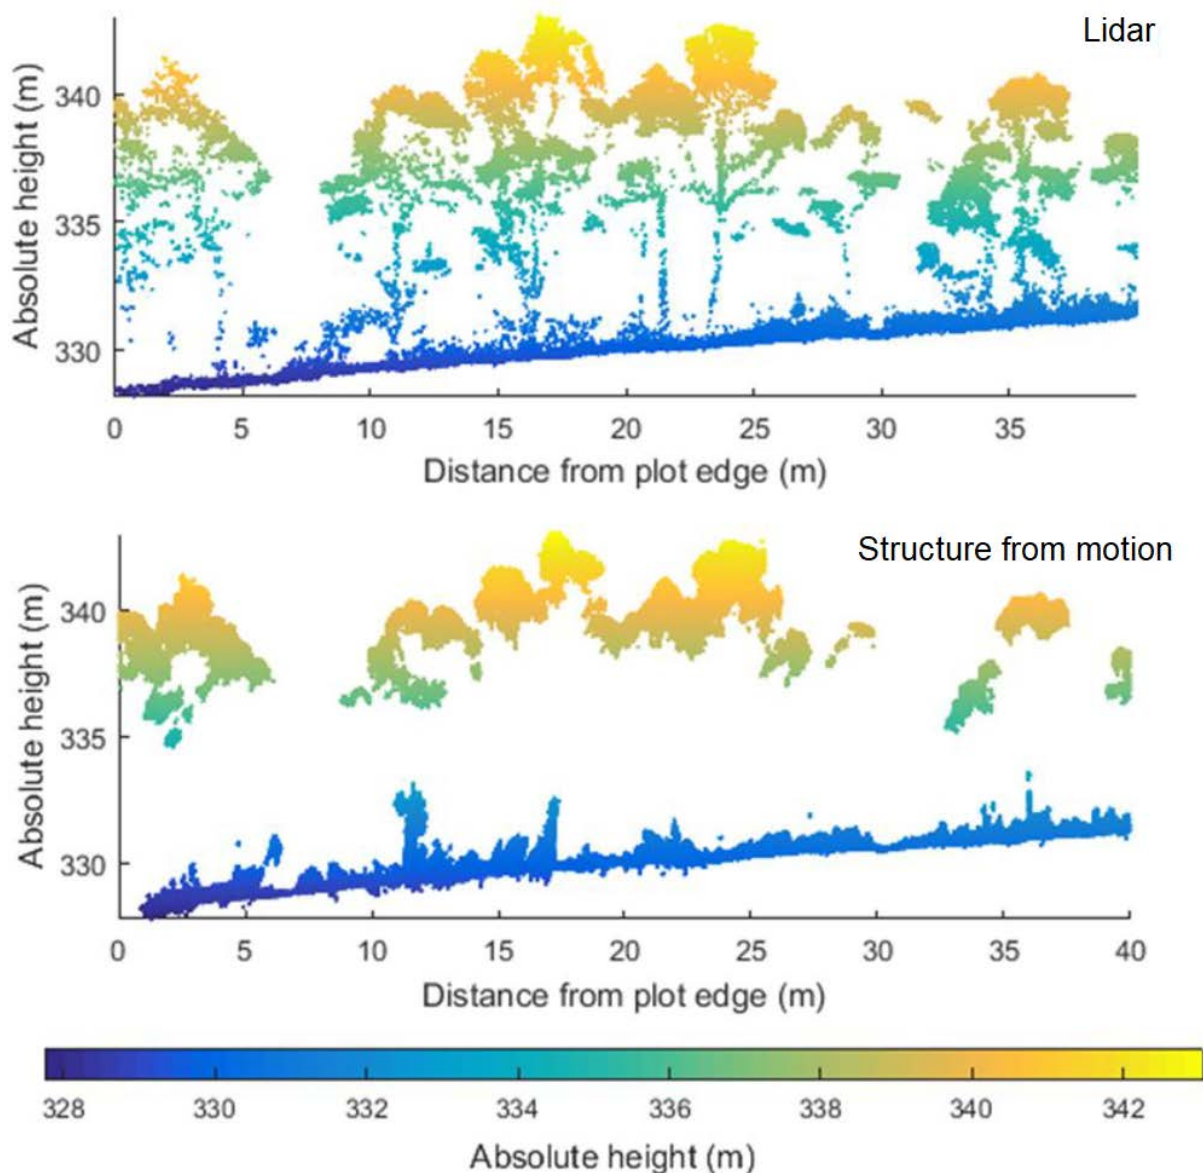 Lidar
Absolute height (m)
340
335
330
0 5 10 15 20 25 30 35
Distance from plot edge (m)
Structure from motion
Absolute height (m)
340
335
330
0 5 10 15 20 25 30 35 40
Distance from plot edge (m)
328 330 332 334 336 338 340 342
Absolute height (m)